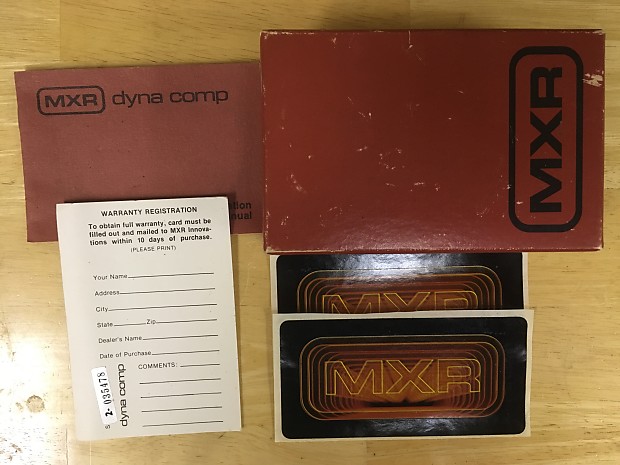 MXR dyna comp
tion
nual
MXR
WARRANTY REGISTRATION
To obtain full warranty, card must be
filled out and mailed to MXR Innova-
tions within 10 days of purchase.
(PLEASE PRINT)
Your Name
Address
City
State Zip
Dealer's Name
Date of Purchase
COMMENTS:
S
2-035478
dyna comp
MXR
MXR